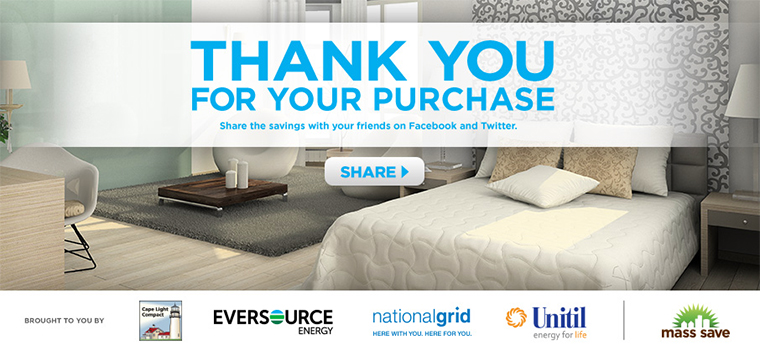 THANK YOU
FOR YOUR PURCHASE
Share the savings with your friends on Facebook and Twitter.
SHARE
BROUGHT TO YOU BY
Cape Light
Compact
EVERSOURCE
ENERGY
nationalgrid
HERE WITH YOU. HERE FOR YOU.
Unitil
energy for life
mass save